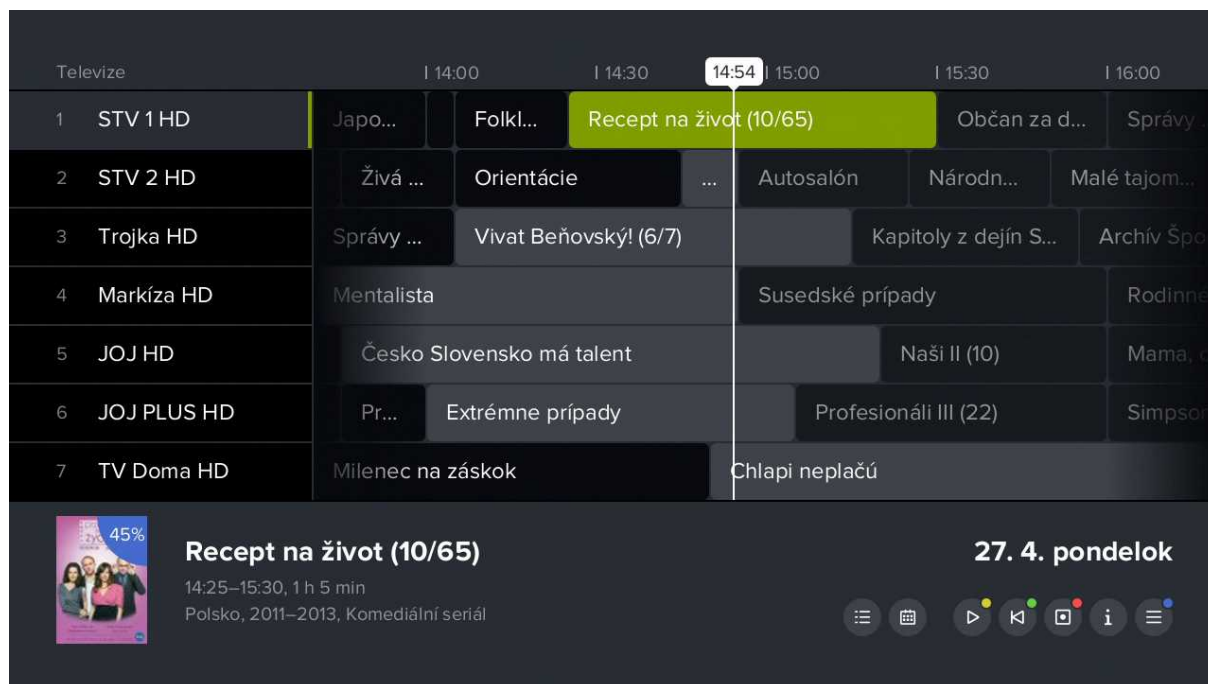 Televize 14:00 14:30 14:54 15:00 15:30 16:00
1 STV 1 HD Japo... Folkl... Recept na život (10/65) Občan za d... Správy
2 STV 2 HD Živá ... Orientácie ... Autosalón Národn... Malé tajom...
3 Trojka HD Správy ... Vivat Beňovský! (6/7) Kapitoly z dejín S... Archív Špo
4 Markíza HD Mentalista Susedské prípady Rodinné
5 JOJ HD Česko Slovensko má talent Naši II (10) Mama,
6 JOJ PLUS HD Pr... Extrémne prípady Profesionáli III (22) Simpson
7 TV Doma HD Milenec na záskok Chlapi neplačú
45%
Recept na život (10/65) 27. 4. pondelok
14:25–15:30, 1 h 5 min
Polsko, 2011–2013, Komediální seriál